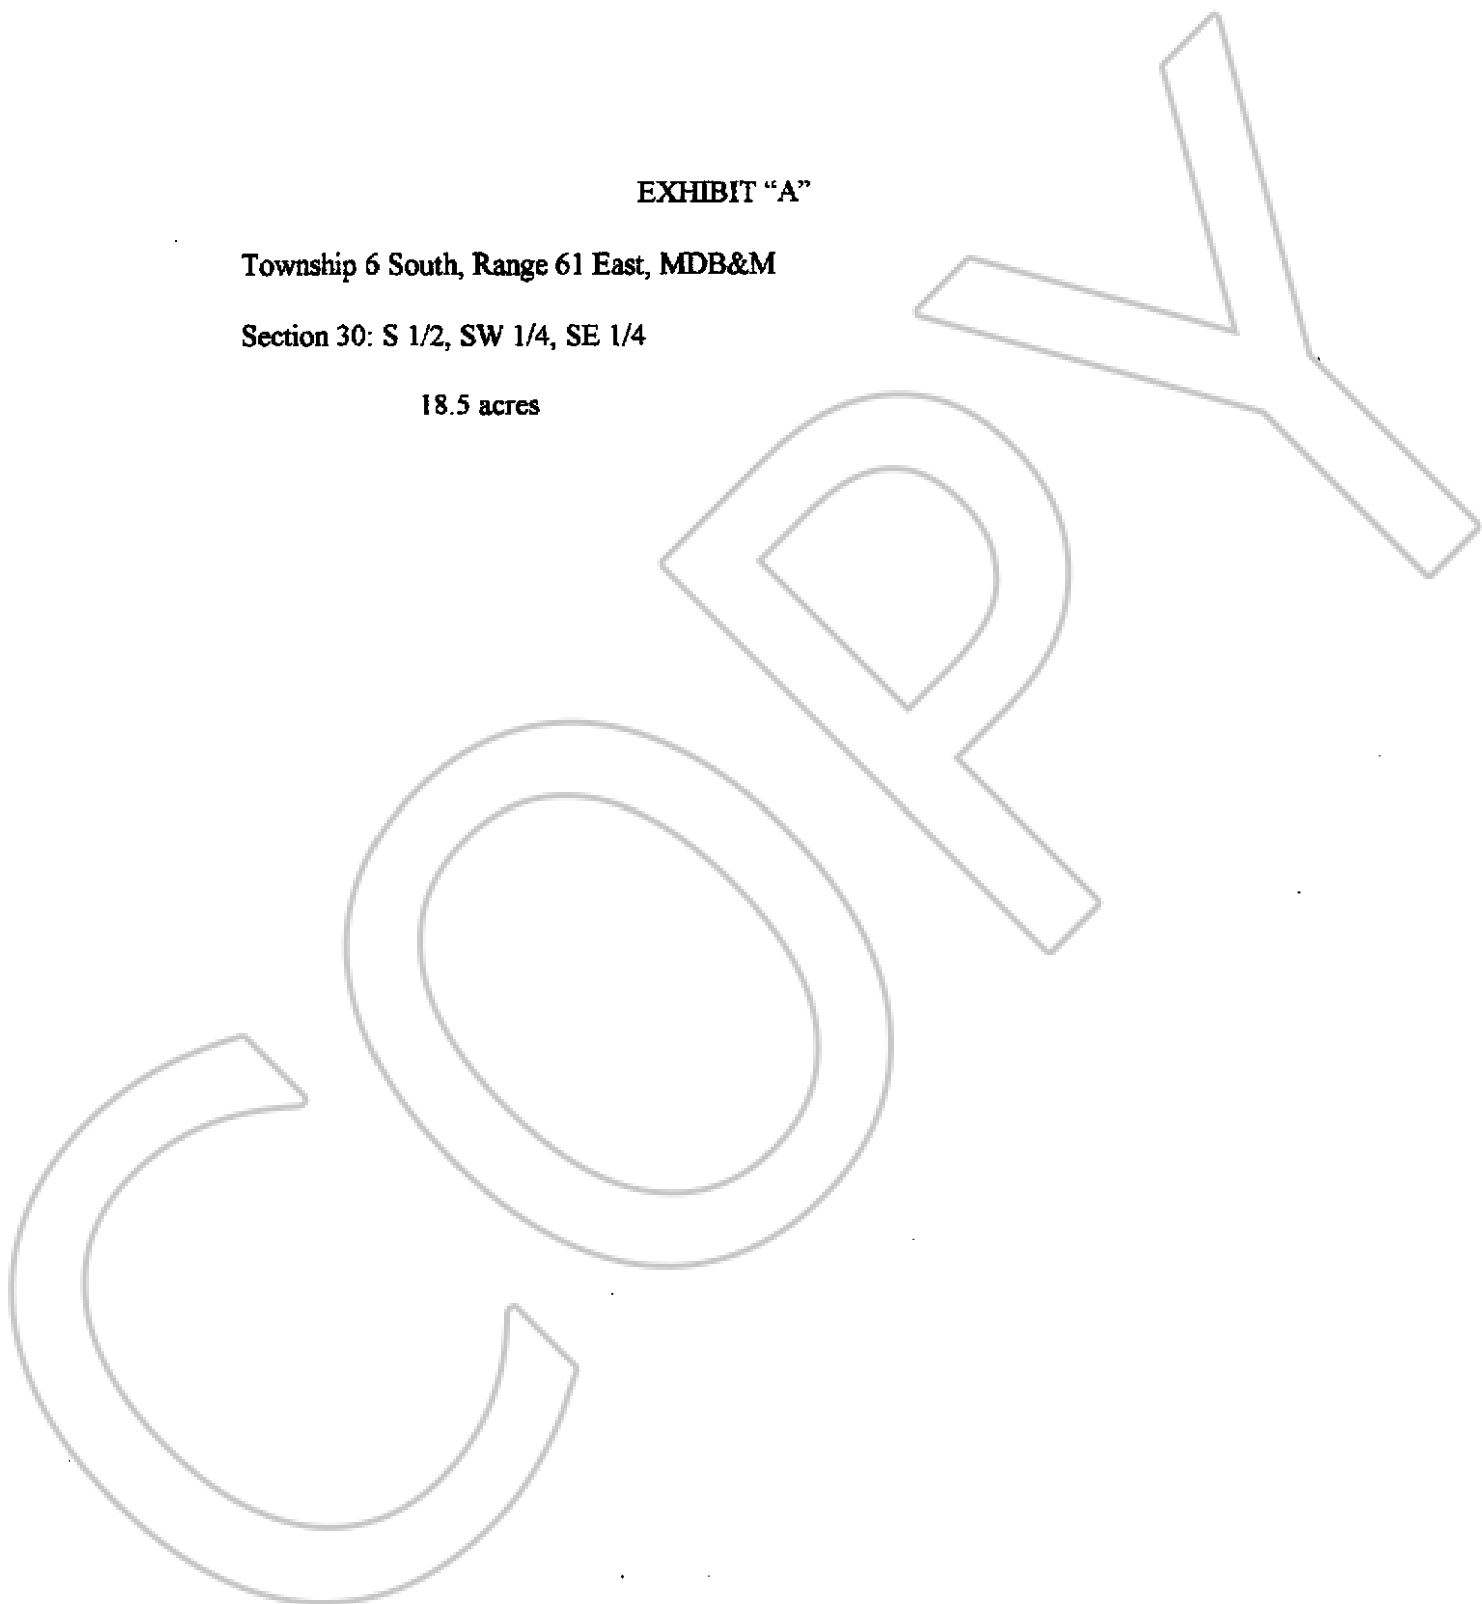 EXHIBIT “A”
Township 6 South, Range 61 East, MDB&M
Section 30: S 1/2, SW 1/4, SE 1/4
18.5 acres
COPY